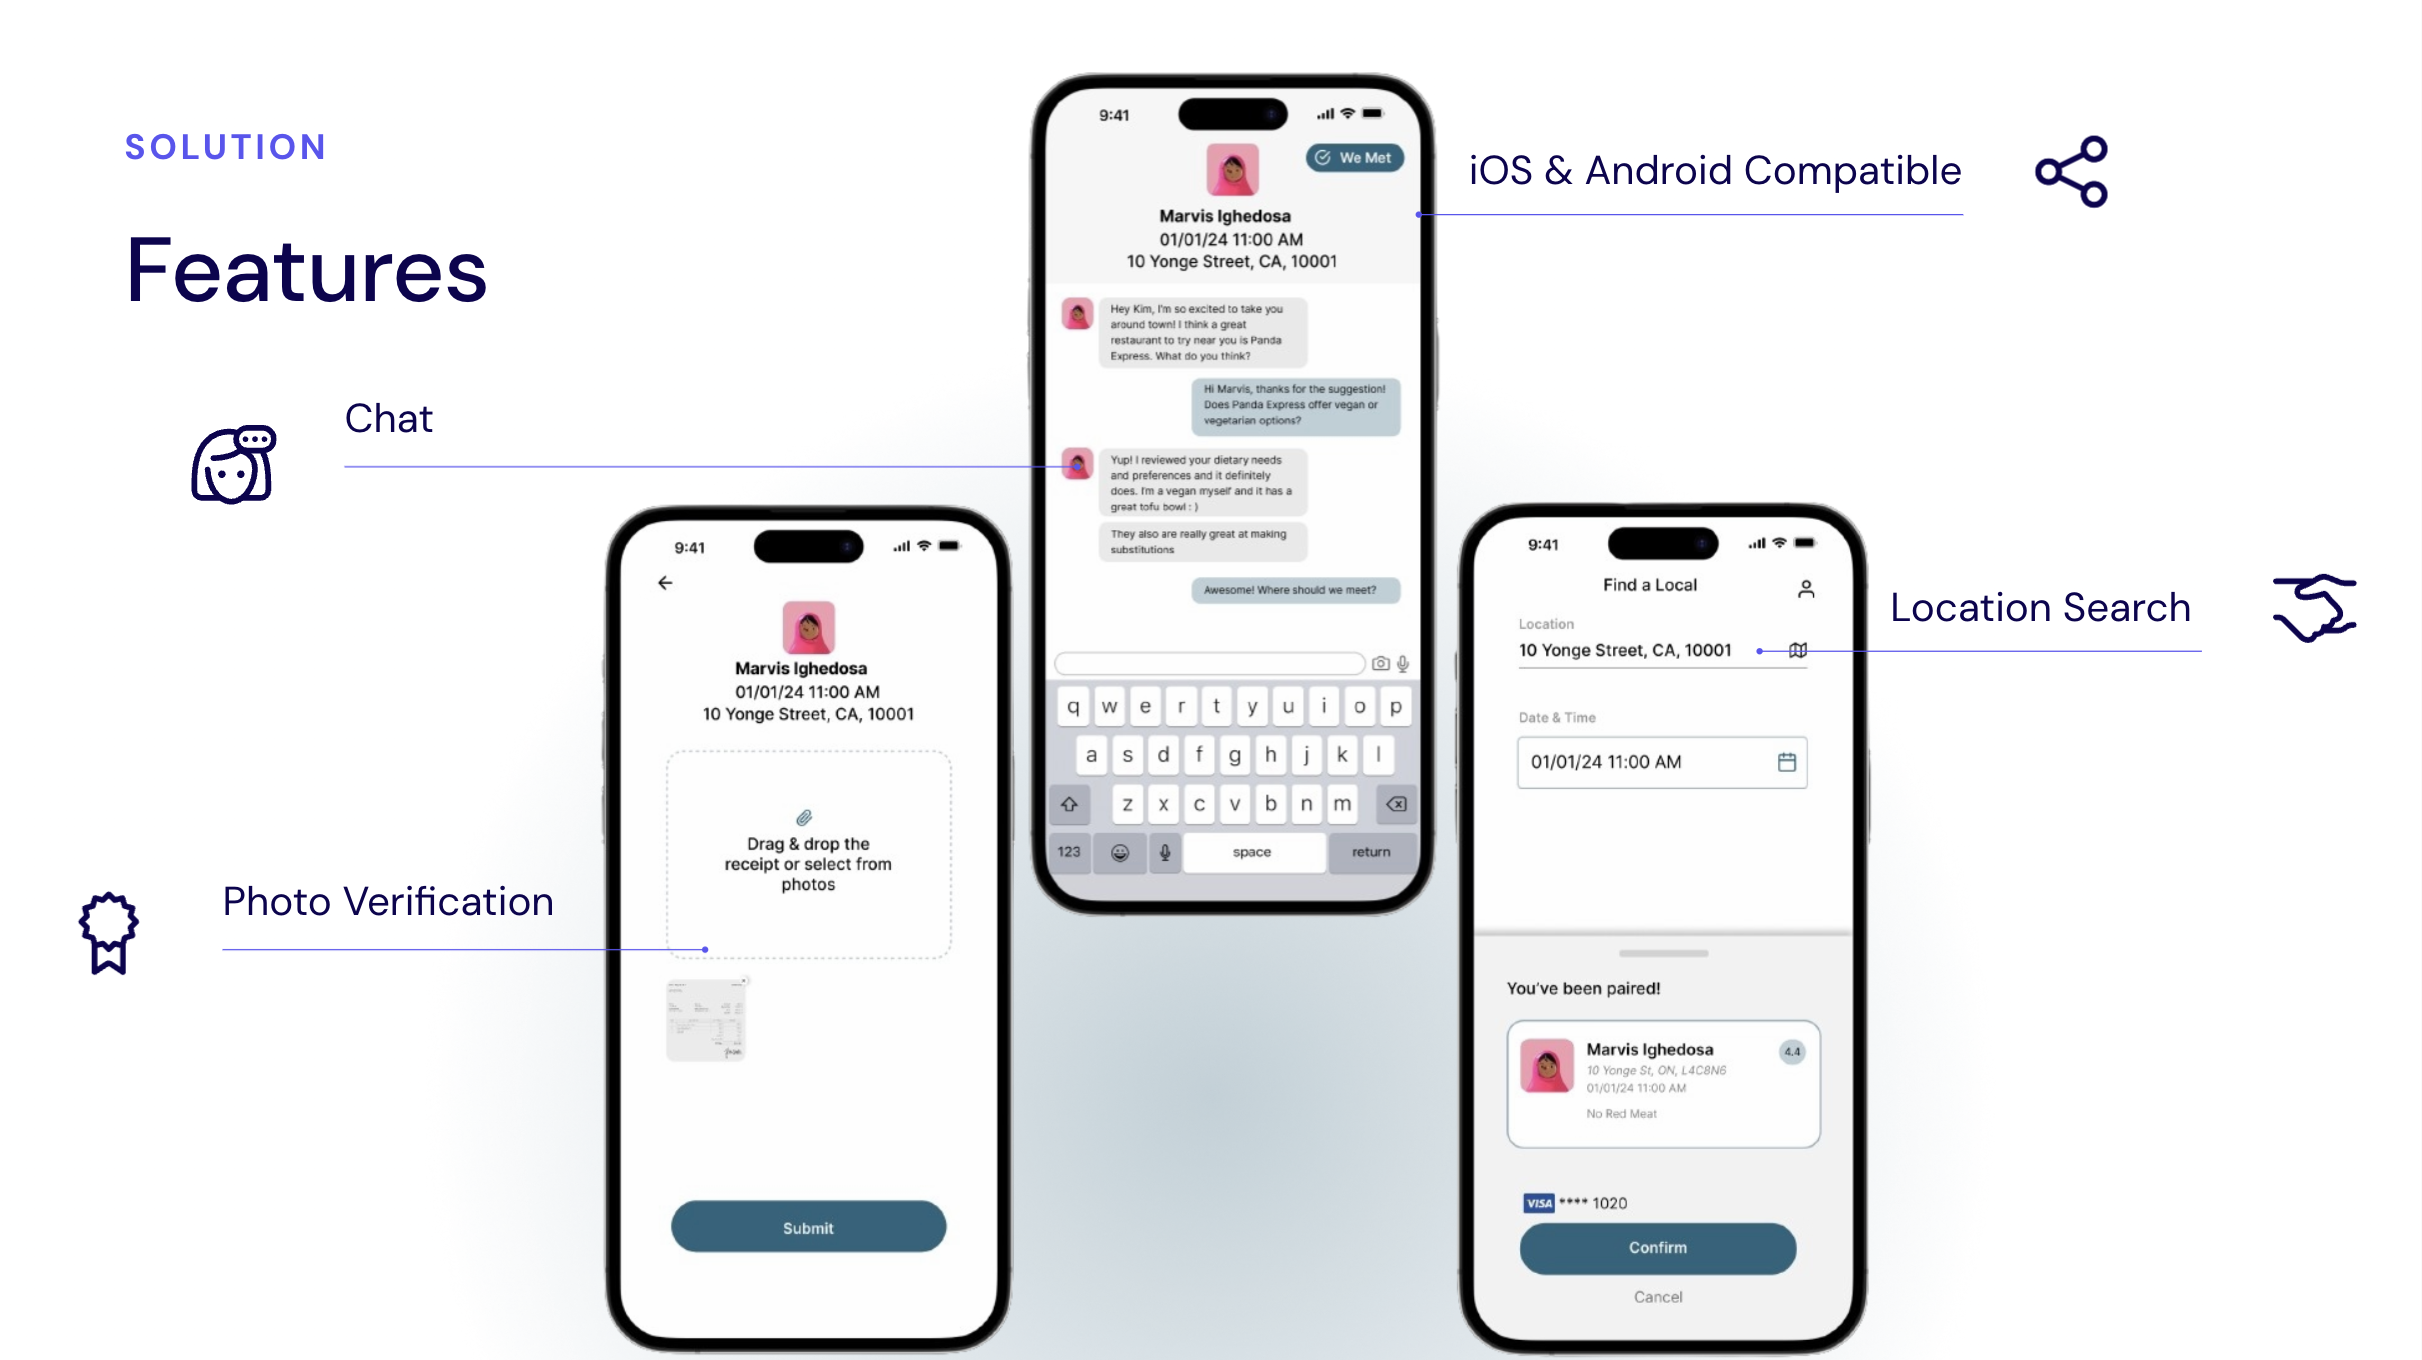 SOLUTION
Features
Chat
Photo Verification
iOS & Android Compatible
Location Search
9:41
We Met
Marvis Ighedosa
01/01/24 11:00 AM
10 Yonge Street, CA, 10001
Hey Kim, I'm so excited to take you
around town! I think a great
restaurant to try near you is Panda
Express. What do you think?
Hi Marvis, thanks for the suggestion!
Does Panda Express offer vegan or
vegetarian options?
Yup! I reviewed your dietary needs
and preferences and it definitely
does. I'm a vegan myself and it has a
great tofu bowl : )
They also are really great at making
substitutions
Awesome! Where should we meet?
q w e r t y u i o p
a s d f g h j k l
z x c v b n m
123 space return
9:41
Marvis Ighedosa
01/01/24 11:00 AM
10 Yonge Street, CA, 10001
Drag & drop the
receipt or select from
photos
Submit
9:41
Find a Local
Location
10 Yonge Street, CA, 10001
Date & Time
01/01/24 11:00 AM
You've been paired!
Marvis Ighedosa
4.4
10 Yonge St, ON, L4C8N6
01/01/24 11:00 AM
No Red Meat
VISA **** 1020
Confirm
Cancel